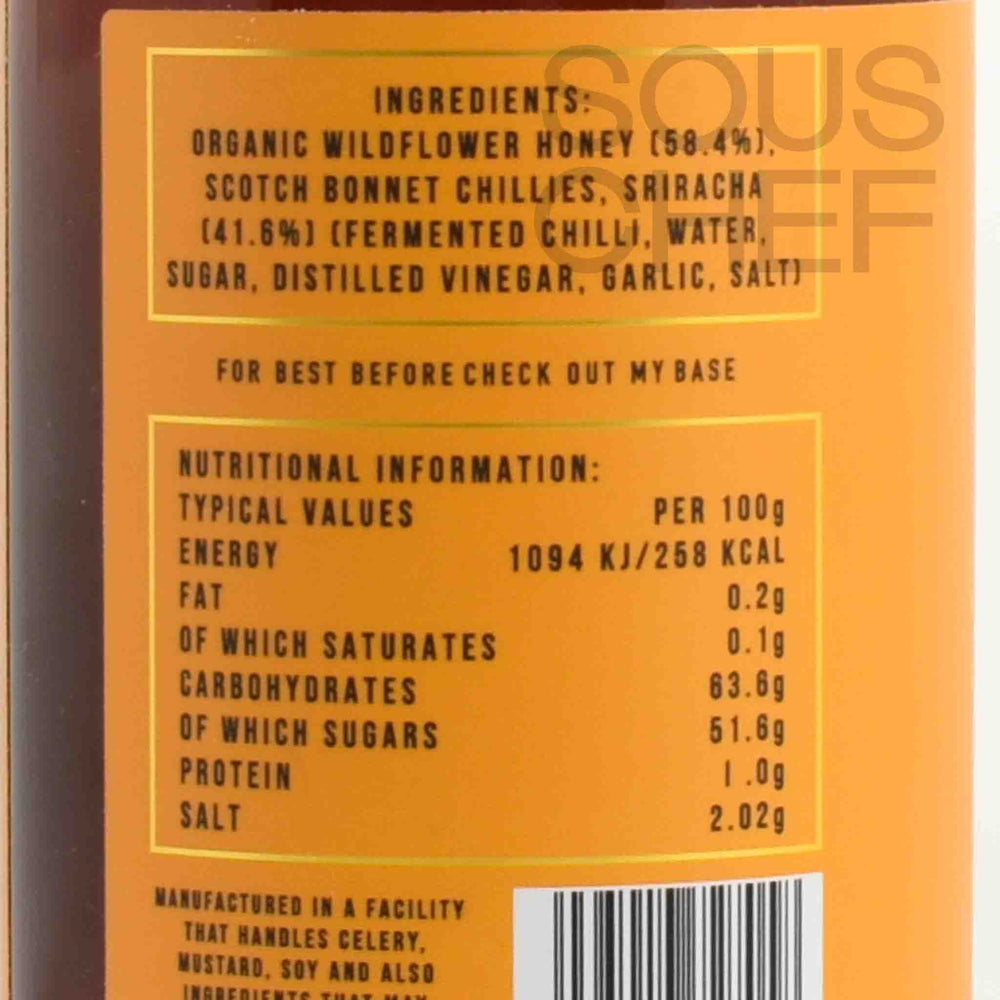 SOUS
CHEF
INGREDIENTS:
ORGANIC WILDFLOWER HONEY (58.4%),
SCOTCH BONNET CHILLIES, SRIRACHA
(41.6%) (FERMENTED CHILLI, WATER,
SUGAR, DISTILLED VINEGAR, GARLIC, SALT)
FOR BEST BEFORE CHECK OUT MY BASE
NUTRITIONAL INFORMATION:
TYPICAL VALUES PER 100g
ENERGY 1094 KJ/258 KCAL
FAT 0.2g
OF WHICH SATURATES 0.1g
CARBOHYDRATES 63.6g
OF WHICH SUGARS 51.6g
PROTEIN 1.0g
SALT 2.02g
MANUFACTURED IN A FACILITY
THAT HANDLES CELERY,
MUSTARD, SOY AND ALSO
INGREDIENTS THAT MAY